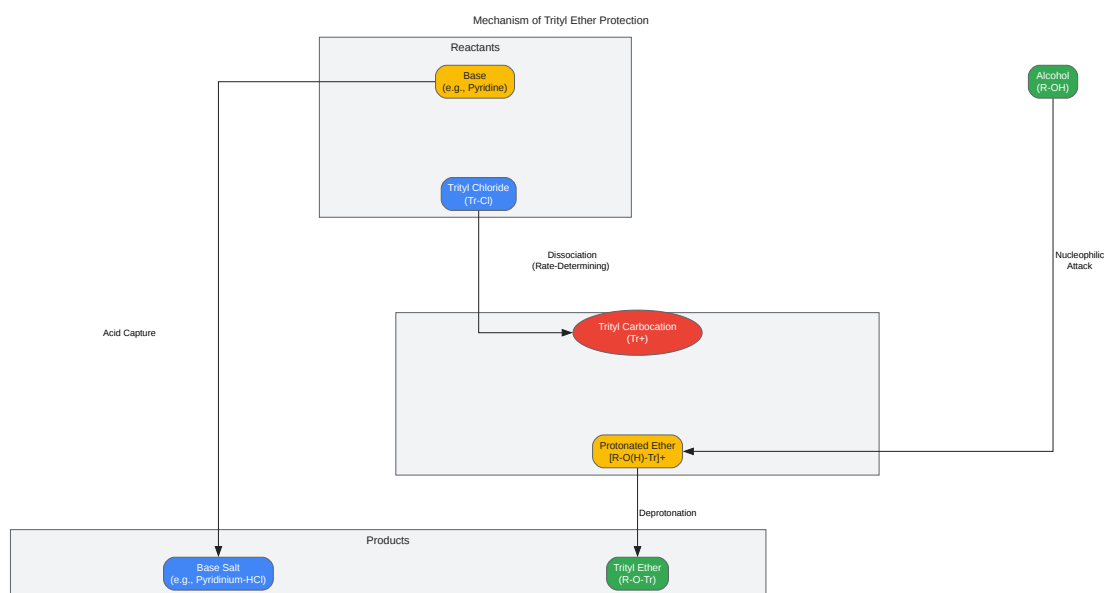 Mechanism of Trityl Ether Protection
Reactants
Base
(e.g., Pyridine)
Alcohol
(R-OH)
Trityl Chloride
(Tr-Cl)
Dissociation
(Rate-Determining)
Nucleophilic
Attack
Acid Capture
Trityl Carbocation
(Tr+)
Protonated Ether
[R-O(H)-Tr]+
Deprotonation
Products
Base Salt
(e.g., Pyridinium-HCl)
Trityl Ether
(R-O-Tr)